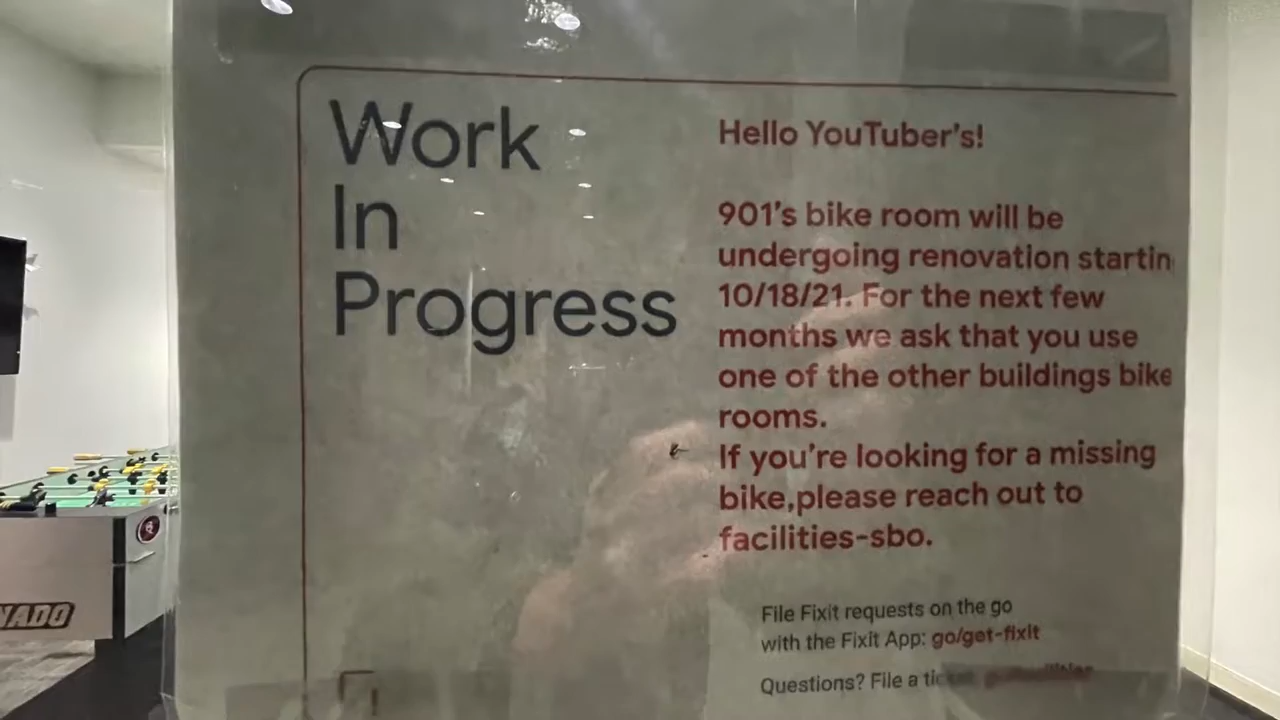 Work
In
Progress
Hello YouTuber's!
901's bike room will be
undergoing renovation startin
10/18/21. For the next few
months we ask that you use
one of the other buildings bike
rooms.
If you're looking for a missing
bike,please reach out to
facilities-sbo.
File Fixit requests on the go
with the Fixit App: go/get-fixit
Questions? File a
NADO